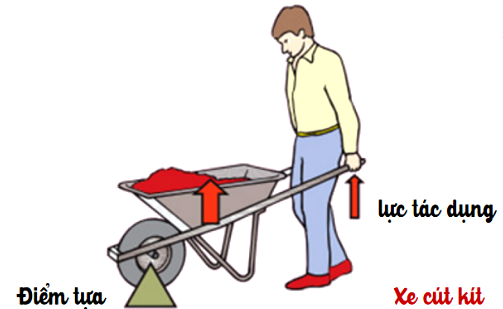 lực tác dụng
Điểm tựa
Xe cút kít